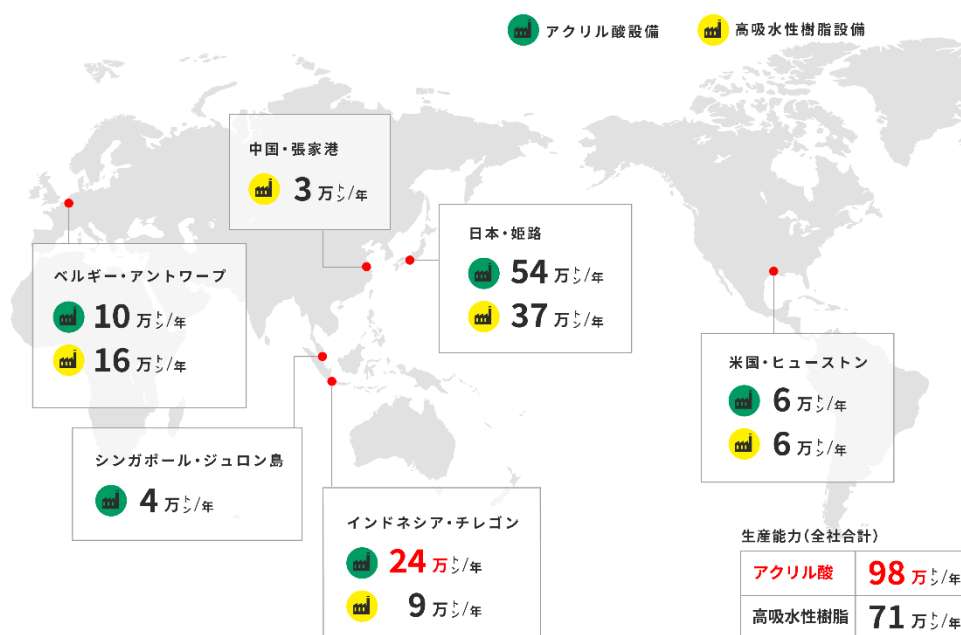 アクリル酸設備
高吸水性樹脂設備
中国・張家港
3 万トン/年
日本・姫路
54 万トン/年
37 万トン/年
ベルギー・アントワープ
10 万トン/年
16 万トン/年
米国・ヒューストン
6 万トン/年
6 万トン/年
シンガポール・ジュロン島
4 万トン/年
インドネシア・チレゴン
24 万トン/年
9 万トン/年
生産能力(全社合計)
アクリル酸 98 万トン/年
高吸水性樹脂 71 万トン/年